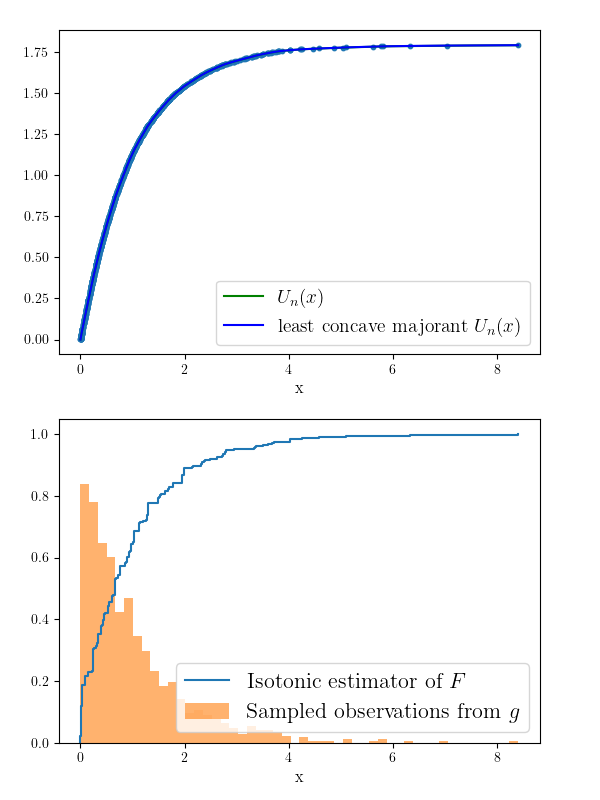 1.75
1.50
1.25
1.00
0.75
0.50
0.25
0.00
U_n(x)
least concave majorant U_n(x)
0 2 4 6 8
x
1.0
0.8
0.6
0.4
0.2
0.0
Isotonic estimator of F
Sampled observations from g
0 2 4 6 8
x